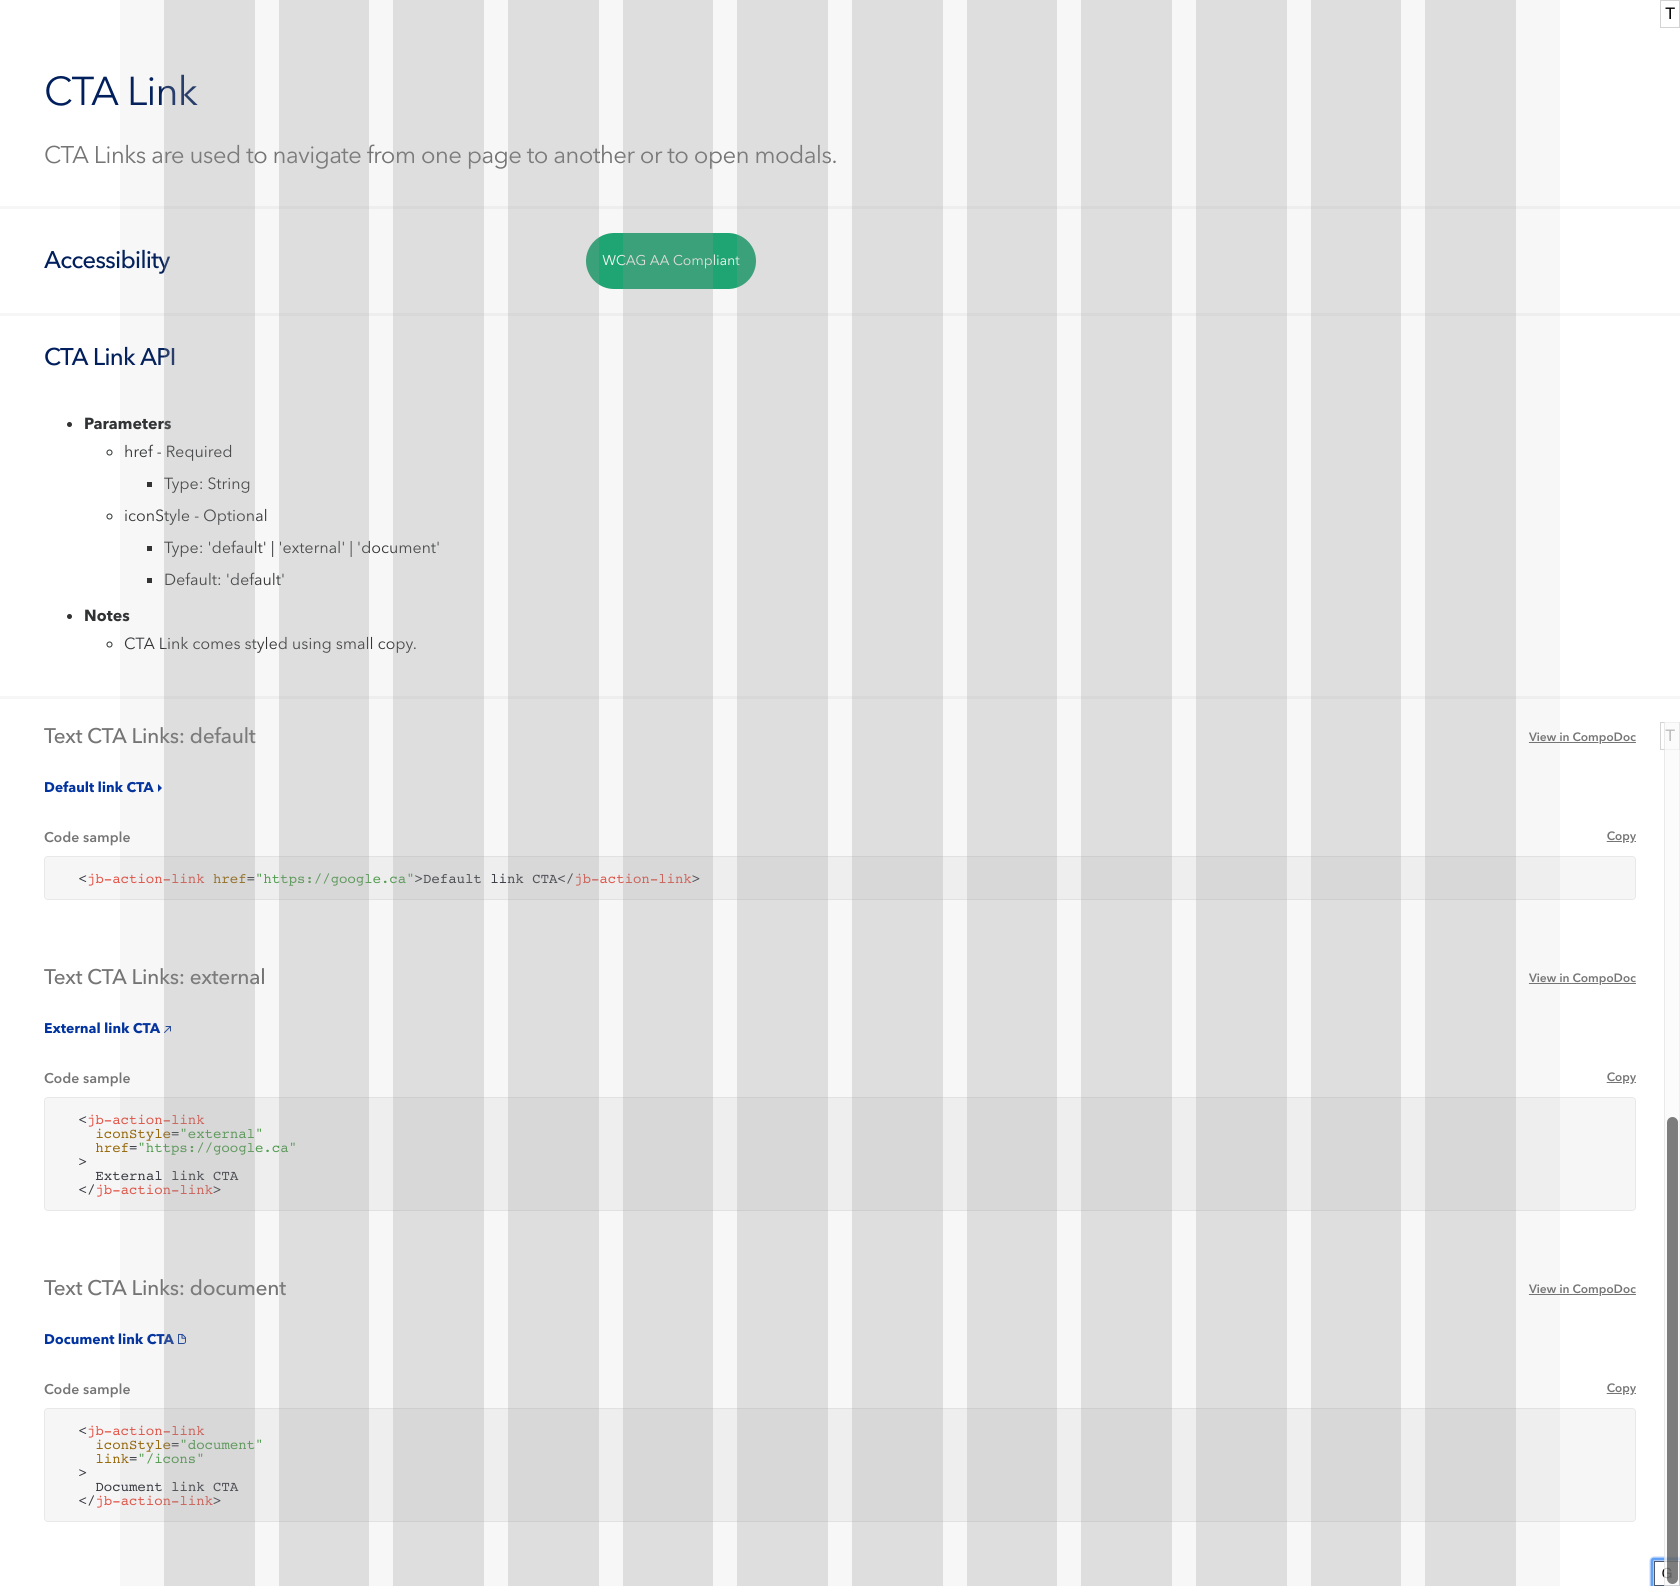 T
CTA Link
CTA Links are used to navigate from one page to another or to open modals.
Accessibility
WCAG AA Compliant
CTA Link API
Parameters
href - Required
Type: String
iconStyle - Optional
Type: 'default' | 'external' | 'document'
Default: 'default'
Notes
CTA Link comes styled using small copy.
Text CTA Links: default
View in CompoDoc
T
Default link CTA
Code sample
Copy
<jb-action-link href="https://google.ca">Default link CTA</jb-action-link>
Text CTA Links: external
View in CompoDoc
External link CTA
Code sample
Copy
<jb-action-link
iconStyle="external"
href="https://google.ca"
>
External link CTA
</jb-action-link>
Text CTA Links: document
View in CompoDoc
Document link CTA
Code sample
Copy
<jb-action-link
iconStyle="document"
link="/icons"
>
Document link CTA
</jb-action-link>